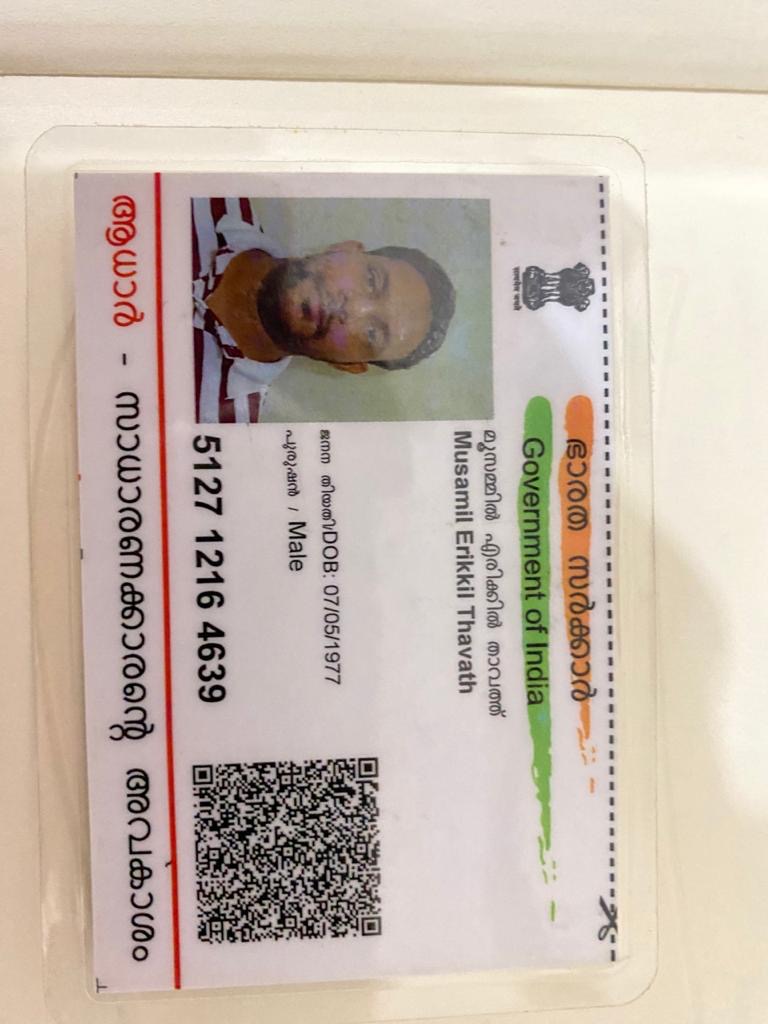 ഭാരത സർക്കാർ
Government of India
മുസമ്മിൽ എരിക്കിൽ താവത്ത്
Musamil Erikkil Thavath
ജനന തിയതി/DOB: 07/05/1977
പുരുഷൻ / Male
5127 1216 4639
ആധാർ - സാധാരണക്കാരന്റെ അവകാശം